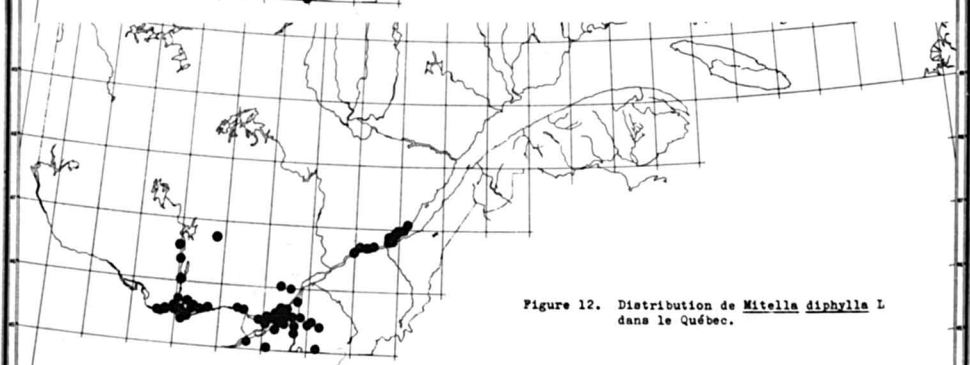 Figure 12. Distribution de Mitella diphylla L
dans le Québec.